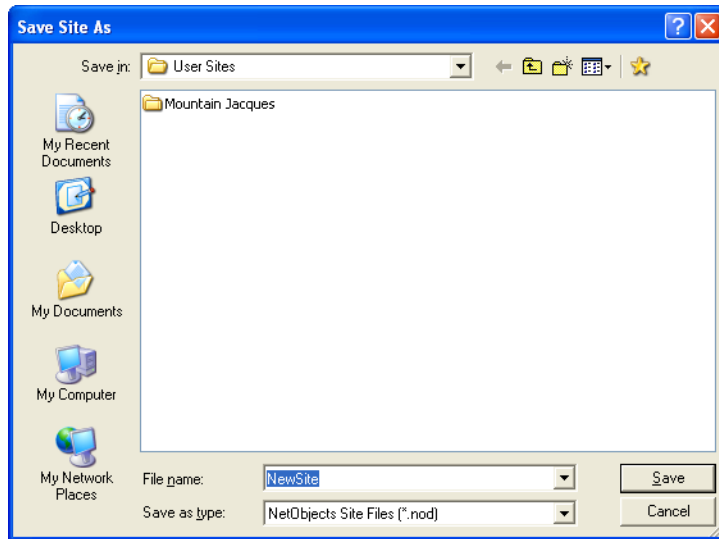 Save Site As
Save in: User Sites
Mountain Jacques
My Recent
Documents
Desktop
My Documents
My Computer
My Network
Places
File name: NewSite Save
Save as type: NetObjects Site Files (*.nod) Cancel